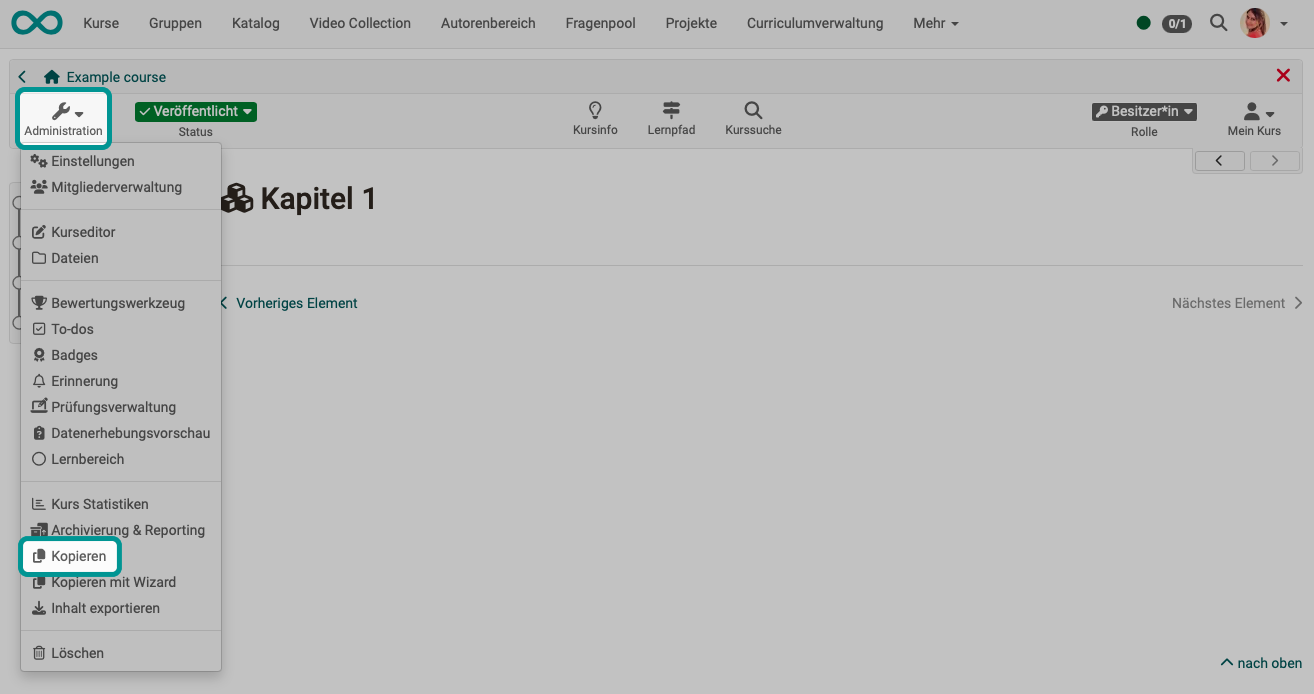 Kurse Gruppen Katalog Video Collection Autorenbereich Fragenpool Projekte Curriculumverwaltung Mehr 0/1
Example course
Administration
Veröffentlicht
Status
Kursinfo
Lernpfad
Kurssuche
Besitzer*in
Rolle
Mein Kurs
Einstellungen
Mitgliederverwaltung
Kurseditor
Dateien
Bewertungswerkzeug
To-dos
Badges
Erinnerung
Prüfungsverwaltung
Datenerhebungsvorschau
Lernbereich
Kurs Statistiken
Archivierung & Reporting
Kopieren
Kopieren mit Wizard
Inhalt exportieren
Löschen
Kapitel 1
Vorheriges Element
Nächstes Element
nach oben